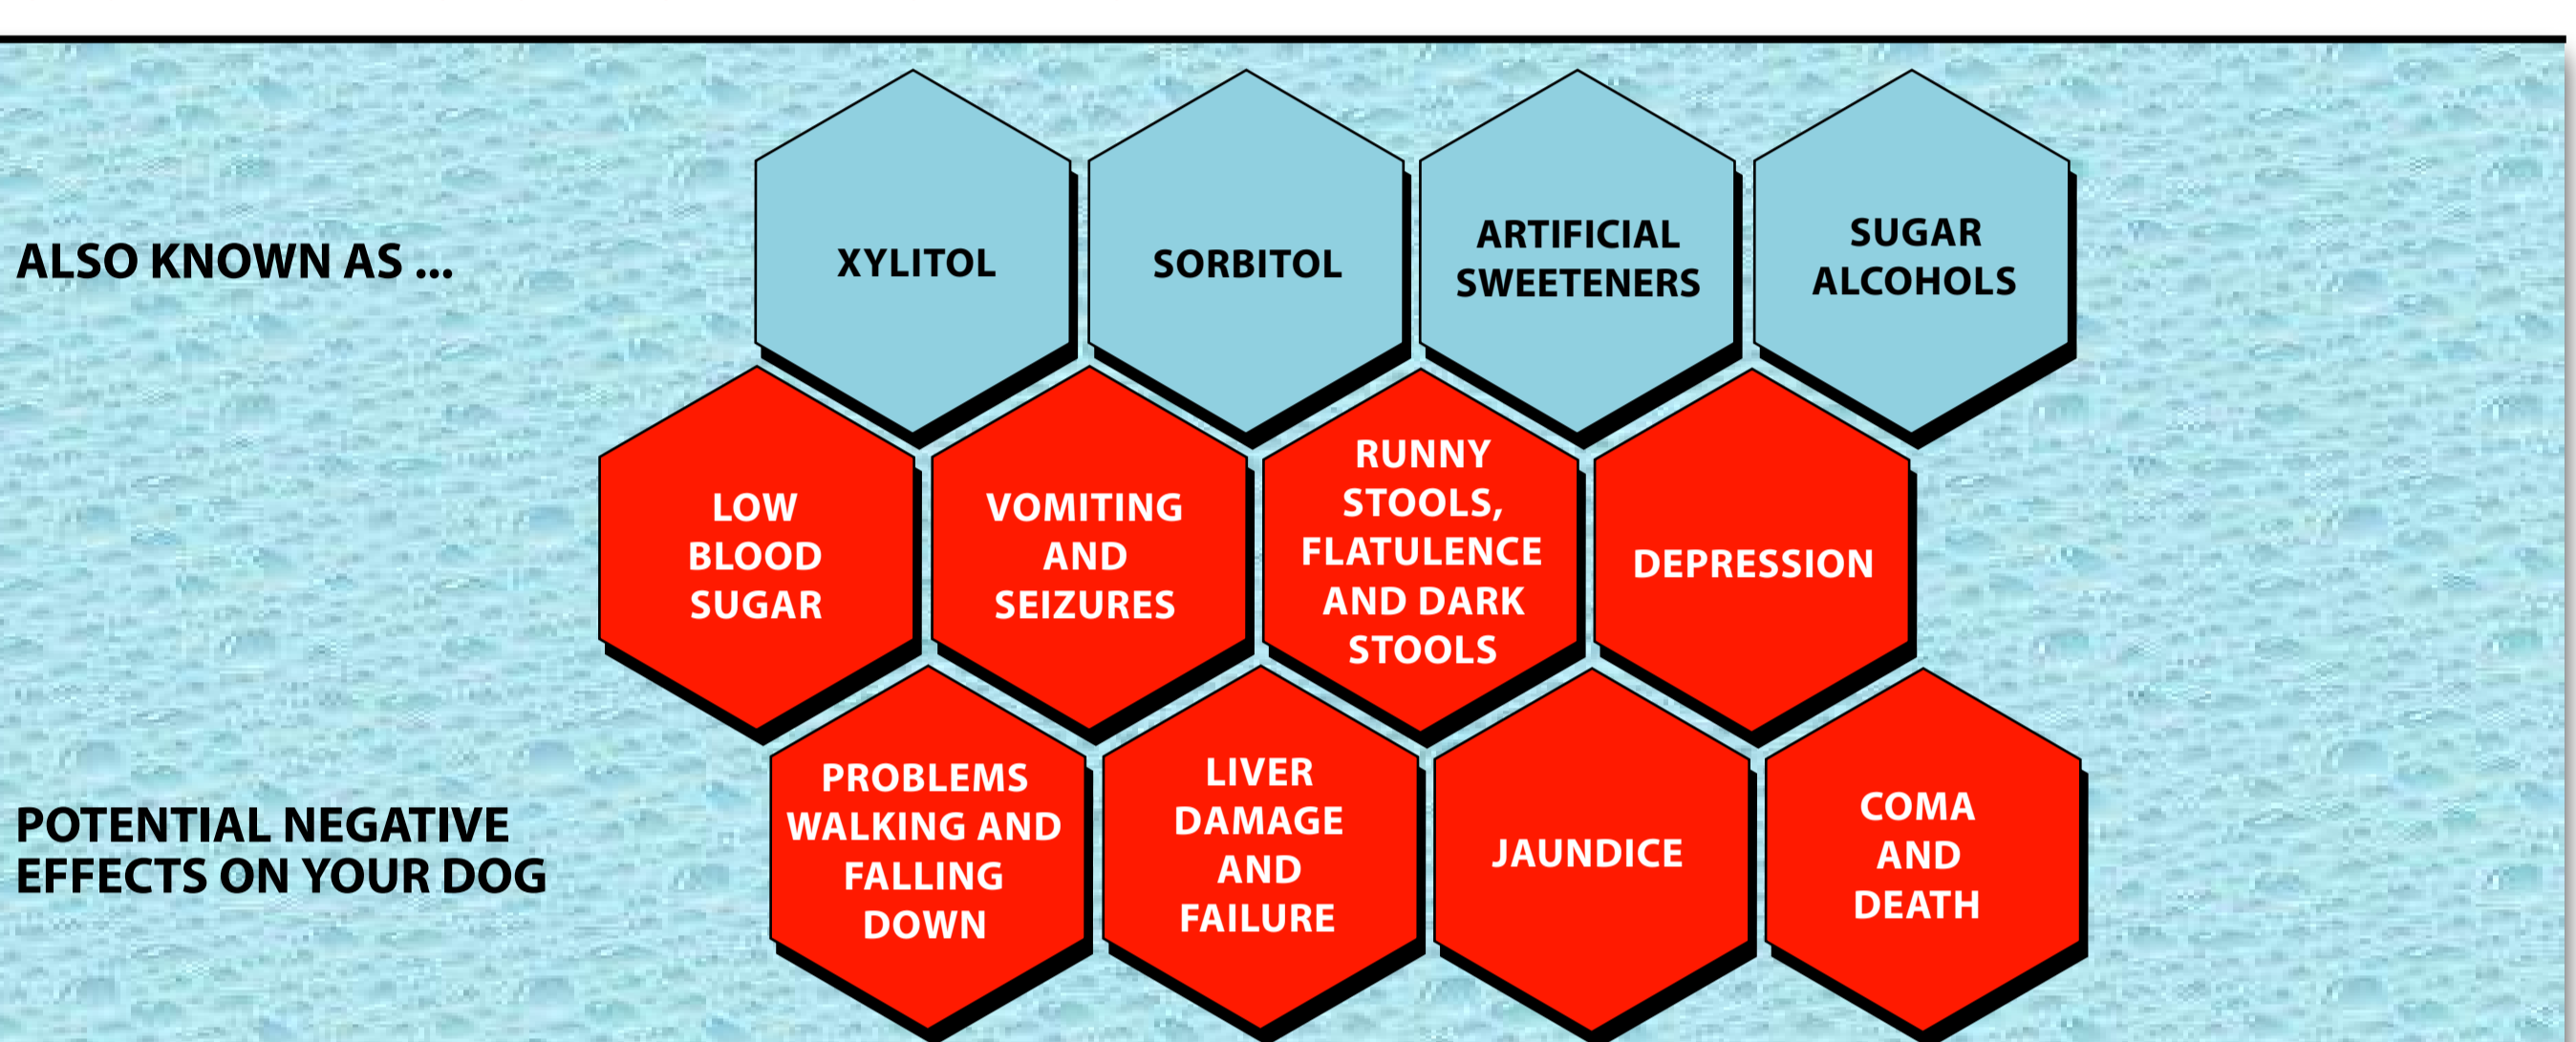 ALSO KNOWN AS ...
XYLITOL
SORBITOL
ARTIFICIAL
SWEETENERS
SUGAR
ALCOHOLS
LOW
BLOOD
SUGAR
VOMITING
AND
SEIZURES
RUNNY
STOOLS,
FLATULENCE
AND DARK
STOOLS
DEPRESSION
POTENTIAL NEGATIVE
EFFECTS ON YOUR DOG
PROBLEMS
WALKING AND
FALLING
DOWN
LIVER
DAMAGE
AND
FAILURE
JAUNDICE
COMA
AND
DEATH